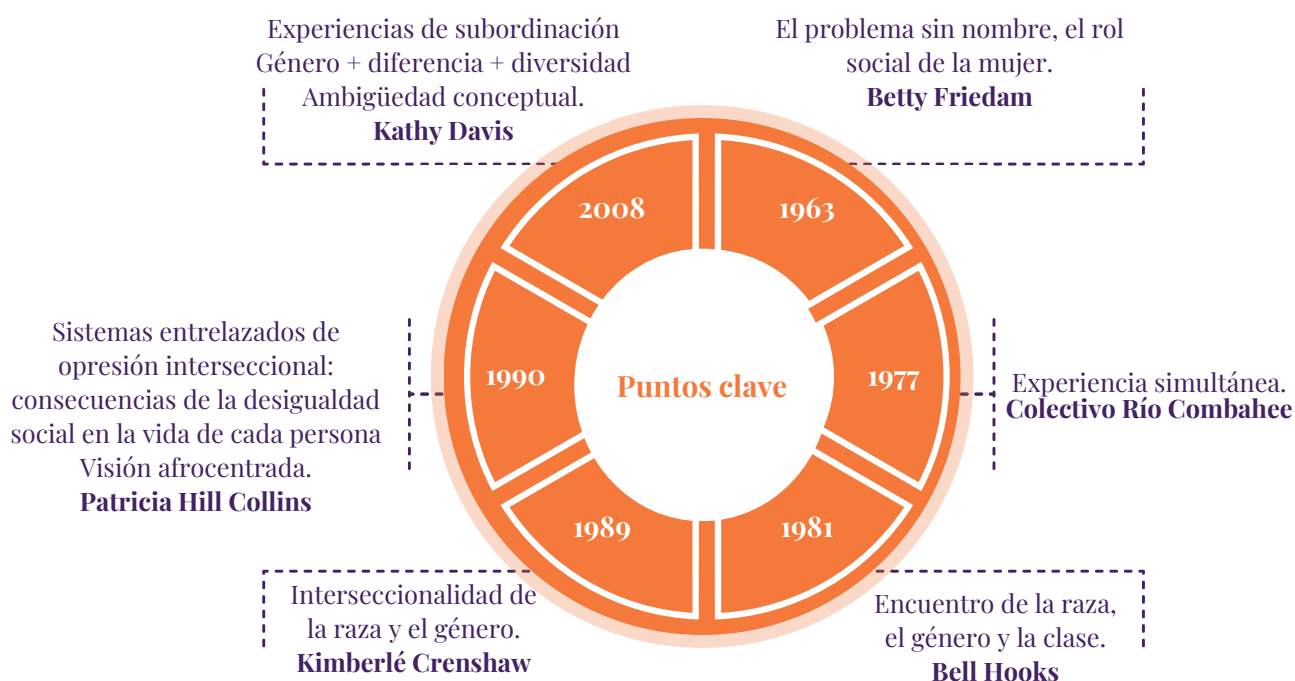 Experiencias de subordinación
Género + diferencia + diversidad
Ambigüedad conceptual.
Kathy Davis
El problema sin nombre, el rol
social de la mujer.
Betty Friedam
2008
1963
Sistemas entrelazados de
opresión interseccional:
consecuencias de la desigualdad
social en la vida de cada persona
Visión afrocentrada.
Patricia Hill Collins
1990
Puntos clave
1977
Experiencia simultánea.
Colectivo Río Combahee
1989
1981
Interseccionalidad de
la raza y el género.
Kimberlé Crenshaw
Encuentro de la raza,
el género y la clase.
Bell Hooks